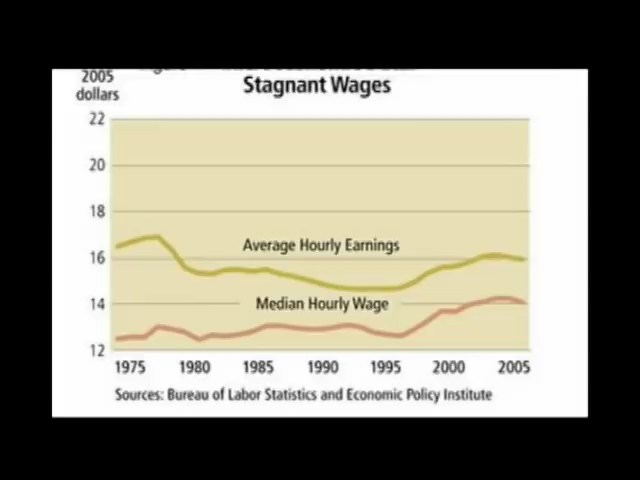 Stagnant Wages
2005
dollars
22
20
18
16
14
12
Average Hourly Earnings
Median Hourly Wage
1975 1980 1985 1990 1995 2000 2005
Sources: Bureau of Labor Statistics and Economic Policy Institute